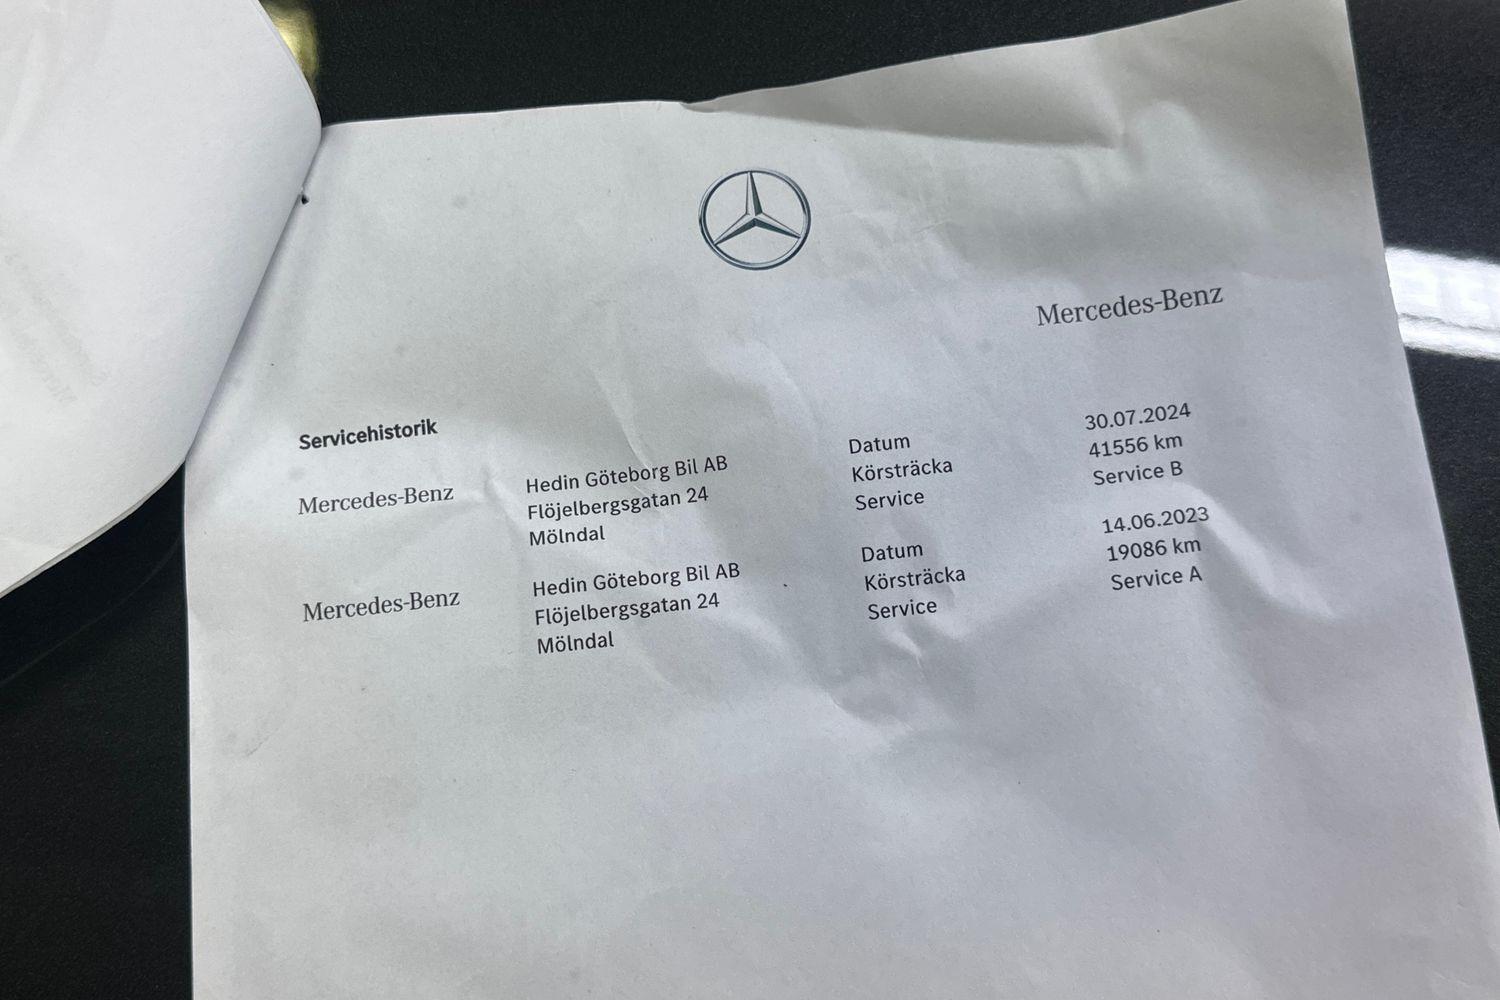 Mercedes-Benz
Servicehistorik
Mercedes-Benz
Hedin Göteborg Bil AB
Flöjelbergsgatan 24
Mölndal
Datum 30.07.2024
Körsträcka 41556 km
Service Service B
Mercedes-Benz
Hedin Göteborg Bil AB
Flöjelbergsgatan 24
Mölndal
Datum 14.06.2023
Körsträcka 19086 km
Service Service A